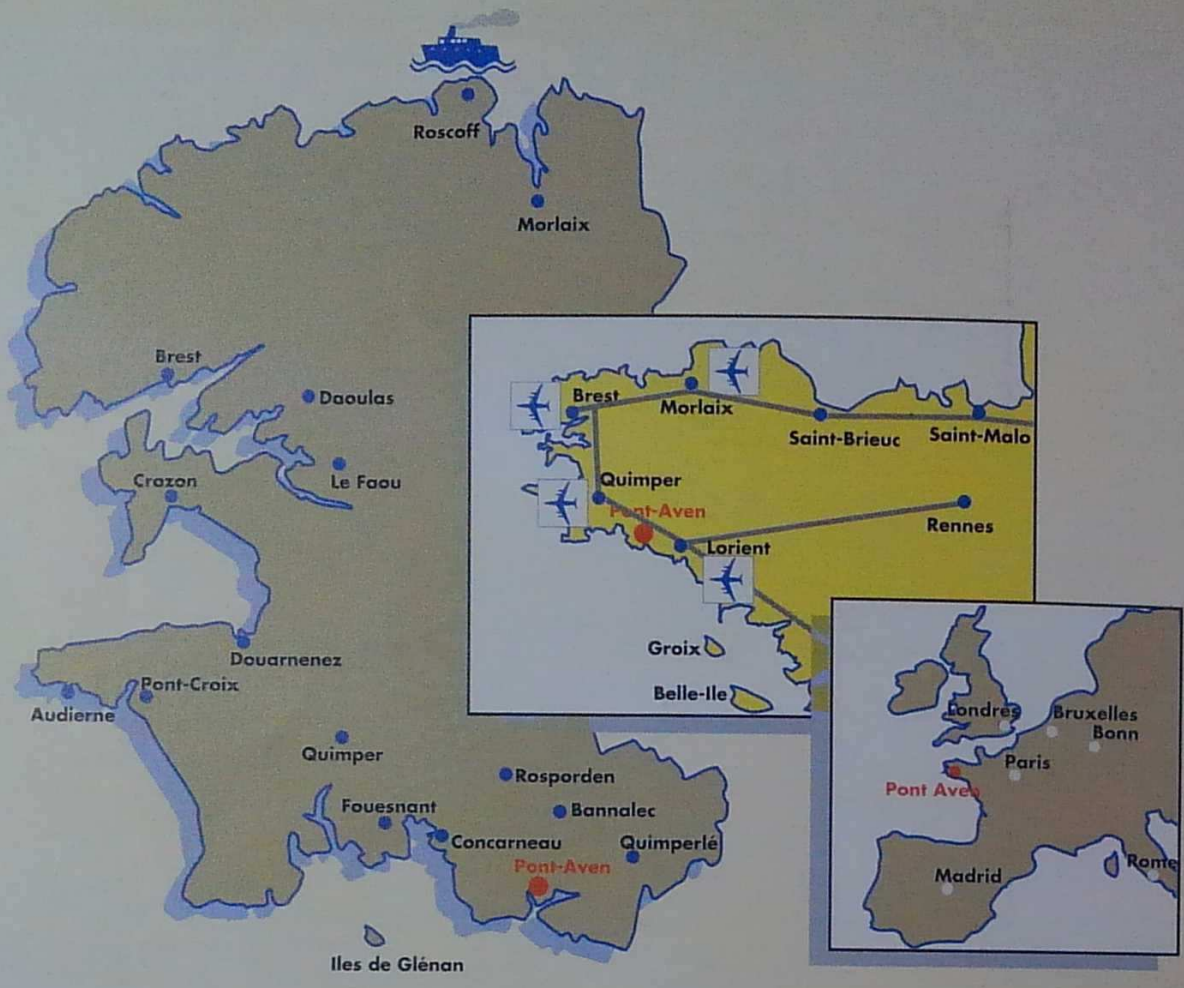 Roscoff
Morlaix
Brest
Daoulas
Le Faou
Crozon
Douarnenez
Pont-Croix
Audierne
Quimper
Rosporden
Bannalec
Fouesnant
Concarneau
Quimperlé
Pont-Aven
Iles de Glénan
Brest
Morlaix
Saint-Brieuc
Saint-Malo
Quimper
Pont-Aven
Rennes
Lorient
Groix
Belle-Ile
Londres
Bruxelles
Bonn
Paris
Pont Aven
Madrid
Rome